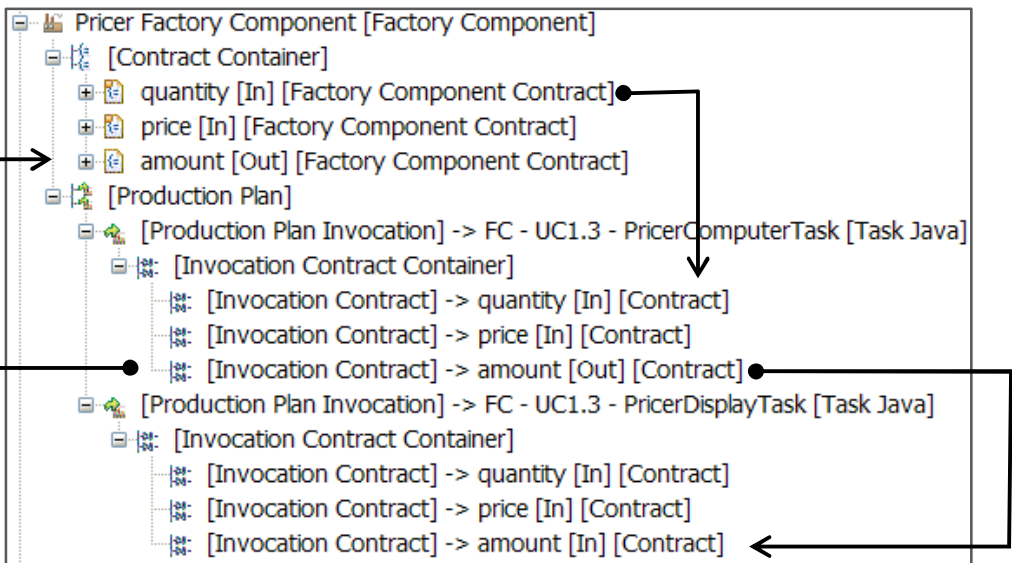 Pricer Factory Component [Factory Component]
[Contract Container]
quantity [In] [Factory Component Contract]
price [In] [Factory Component Contract]
amount [Out] [Factory Component Contract]
[Production Plan]
[Production Plan Invocation] -> FC - UC1.3 - PricerComputerTask [Task Java]
[Invocation Contract Container]
[Invocation Contract] -> quantity [In] [Contract]
[Invocation Contract] -> price [In] [Contract]
[Invocation Contract] -> amount [Out] [Contract]
[Production Plan Invocation] -> FC - UC1.3 - PricerDisplayTask [Task Java]
[Invocation Contract Container]
[Invocation Contract] -> quantity [In] [Contract]
[Invocation Contract] -> price [In] [Contract]
[Invocation Contract] -> amount [In] [Contract]